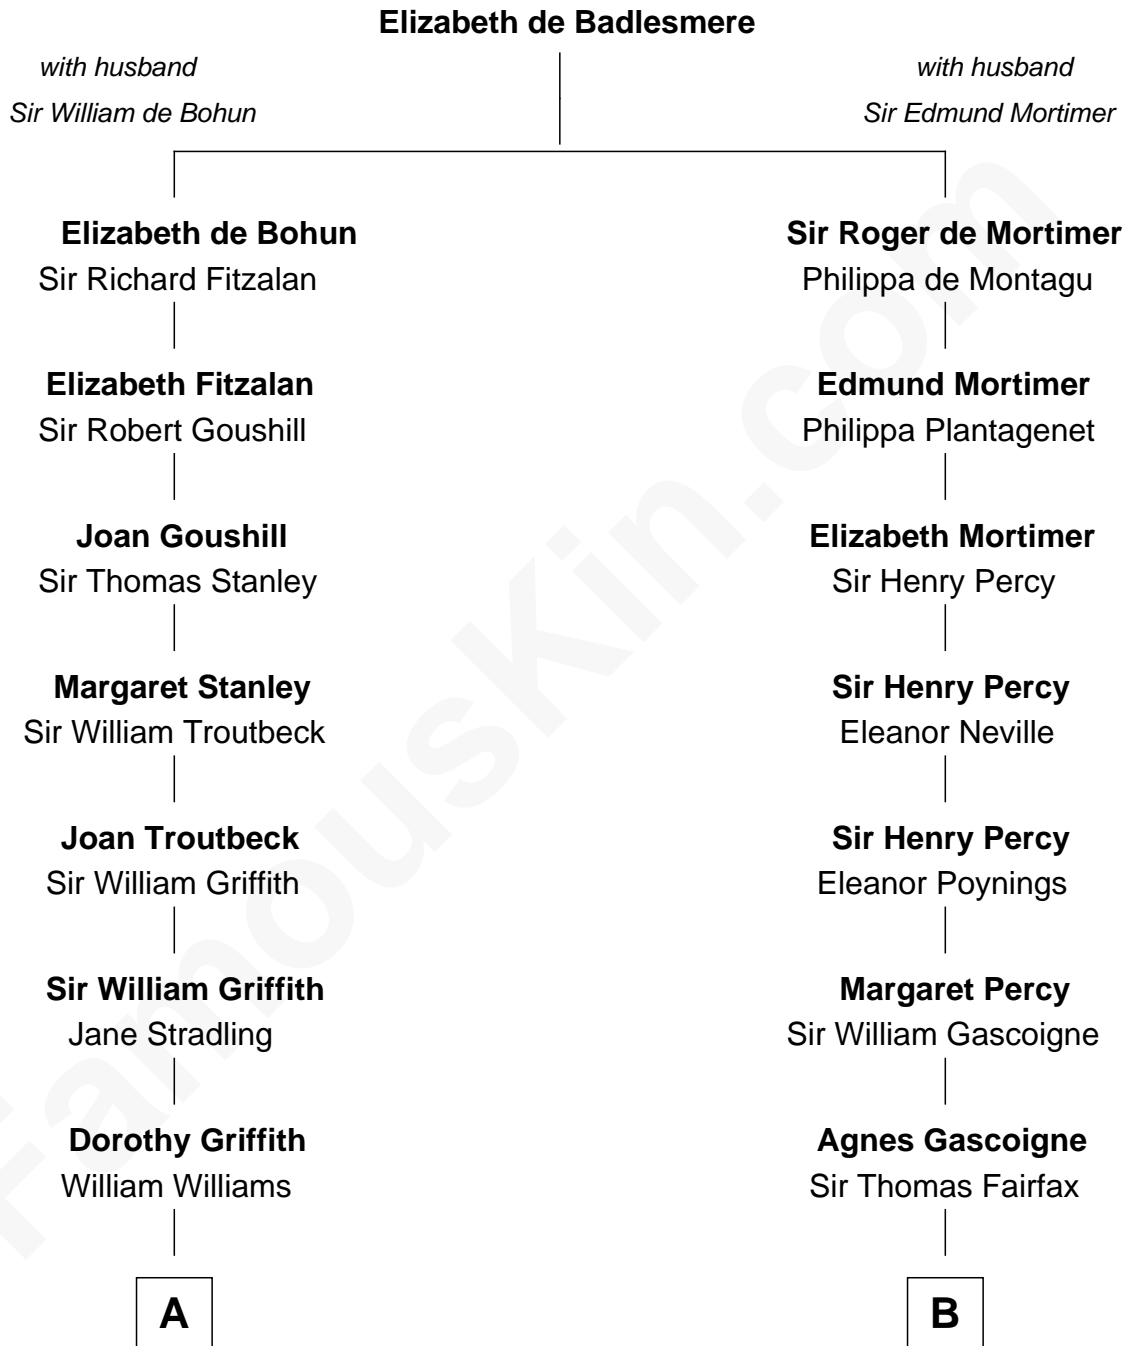 Elizabeth de Badlesmere
with husband
Sir William de Bohun
with husband
Sir Edmund Mortimer
Elizabeth de Bohun
Sir Richard Fitzalan
Sir Roger de Mortimer
Philippa de Montagu
Elizabeth Fitzalan
Sir Robert Goushill
Edmund Mortimer
Philippa Plantagenet
Joan Goushill
Sir Thomas Stanley
Elizabeth Mortimer
Sir Henry Percy
Margaret Stanley
Sir William Troutbeck
Sir Henry Percy
Eleanor Neville
Joan Troutbeck
Sir William Griffith
Sir Henry Percy
Eleanor Poynings
Sir William Griffith
Jane Stradling
Margaret Percy
Sir William Gascoigne
Dorothy Griffith
William Williams
Agnes Gascoigne
Sir Thomas Fairfax
A
B
FamousKin.com